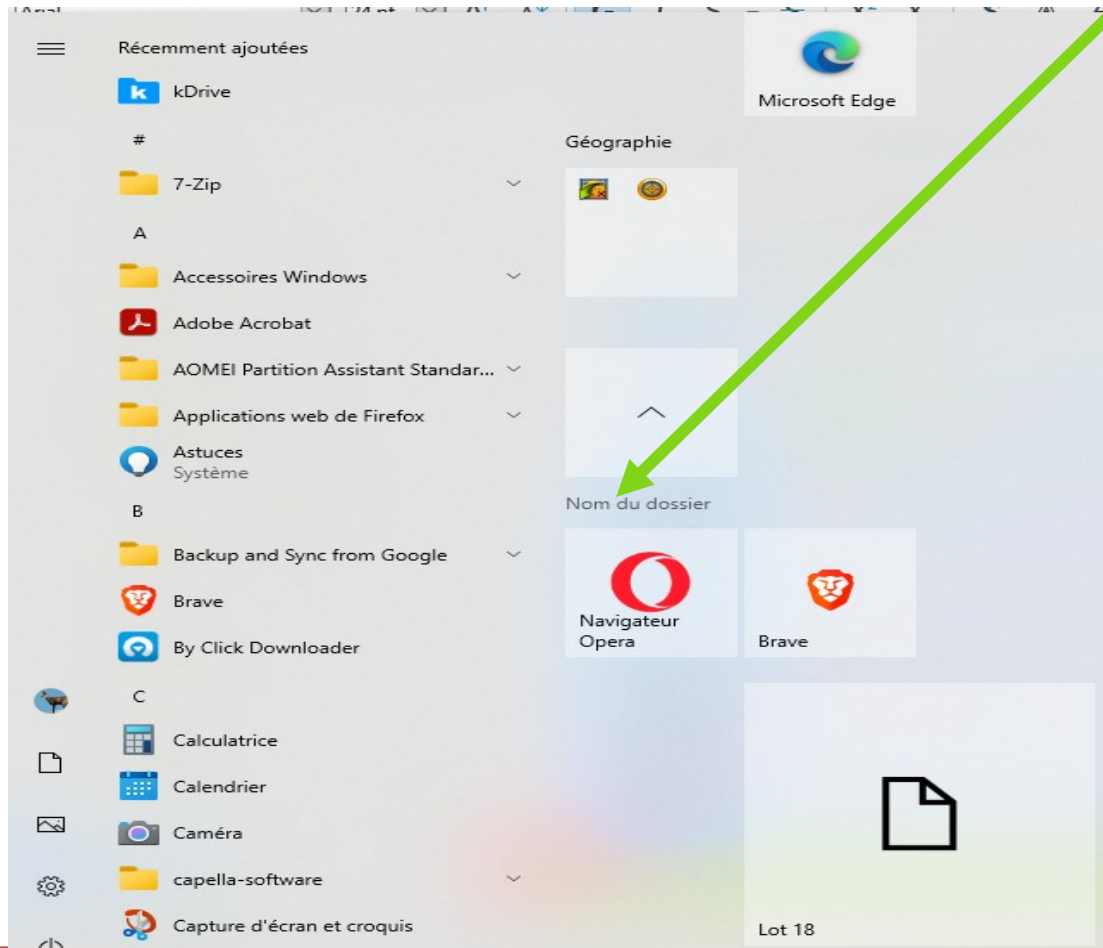 Récemment ajoutées
kDrive
#
7-Zip
A
Accessoires Windows
Adobe Acrobat
AOMEI Partition Assistant Standar...
Applications web de Firefox
Astuces
Système
B
Backup and Sync from Google
Brave
By Click Downloader
C
Calculatrice
Calendrier
Caméra
capella-software
Capture d'écran et croquis
Microsoft Edge
Géographie
Nom du dossier
Navigateur
Opera
Brave
Lot 18